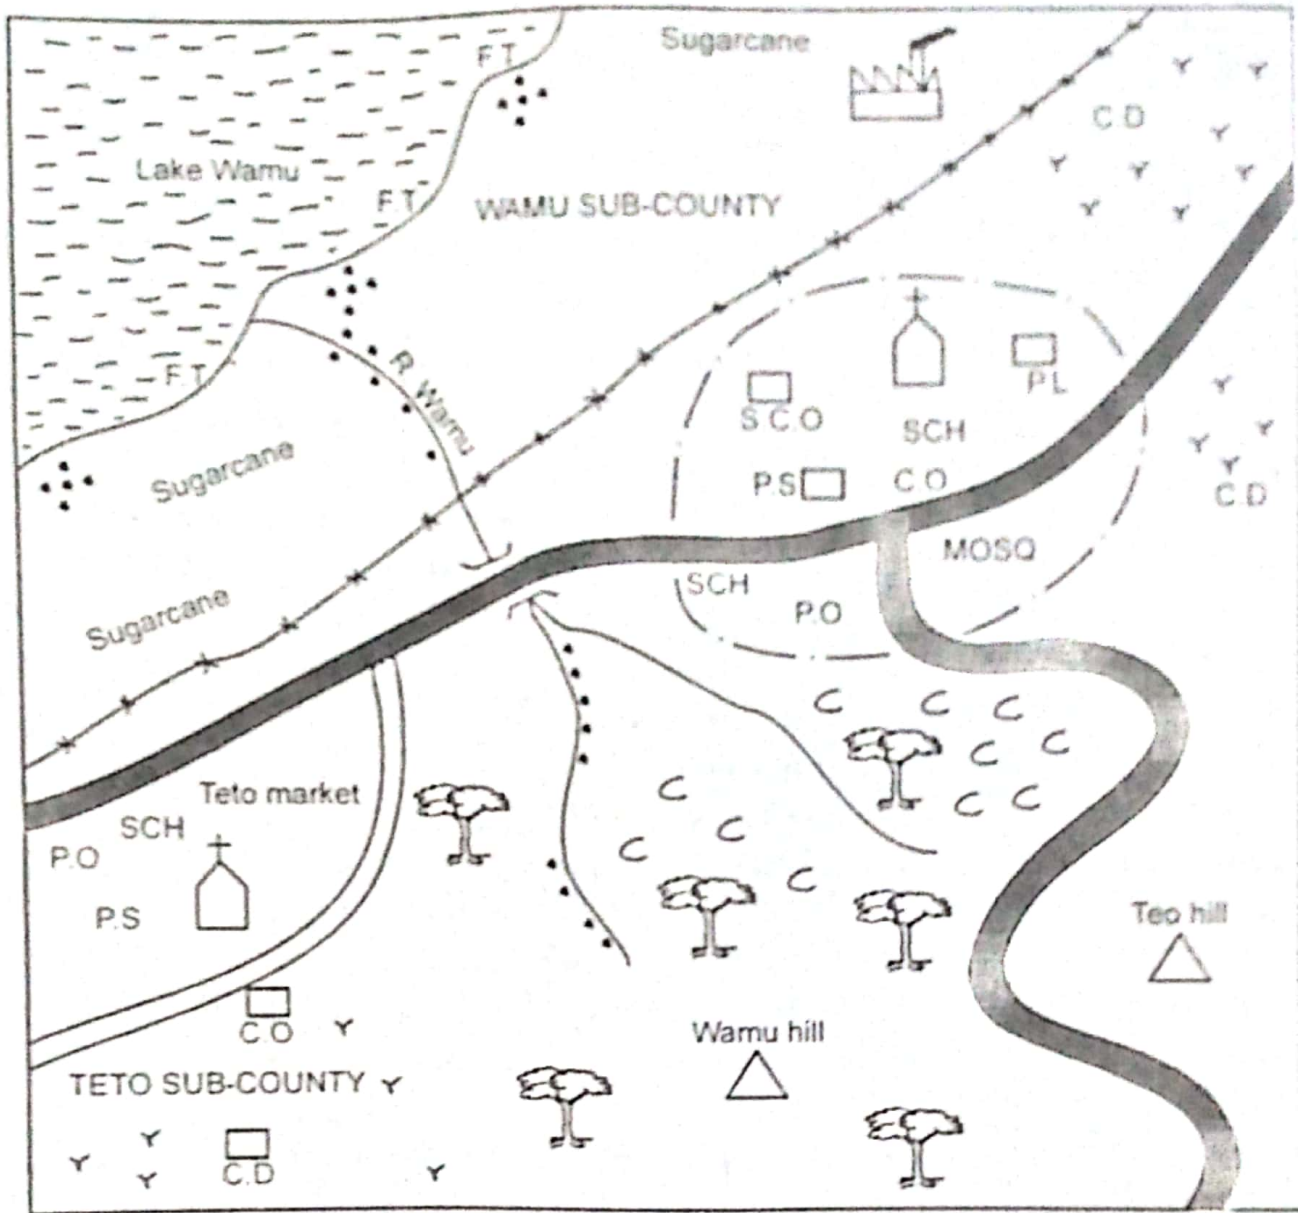 F.T
Sugarcane
C.D
Lake Wamu
F.T
WAMU SUB-COUNTY
F.T
R. Wamu
P.L
S.C.O
SCH
Sugarcane
P.S
C.O
C.D
MOSQ
SCH
P.O
Sugarcane
C C C
C C
C C C
C
C
C
C
Teto market
SCH
P.O
P.S
Teo hill
C.O
Wamu hill
TETO SUB-COUNTY
C.D